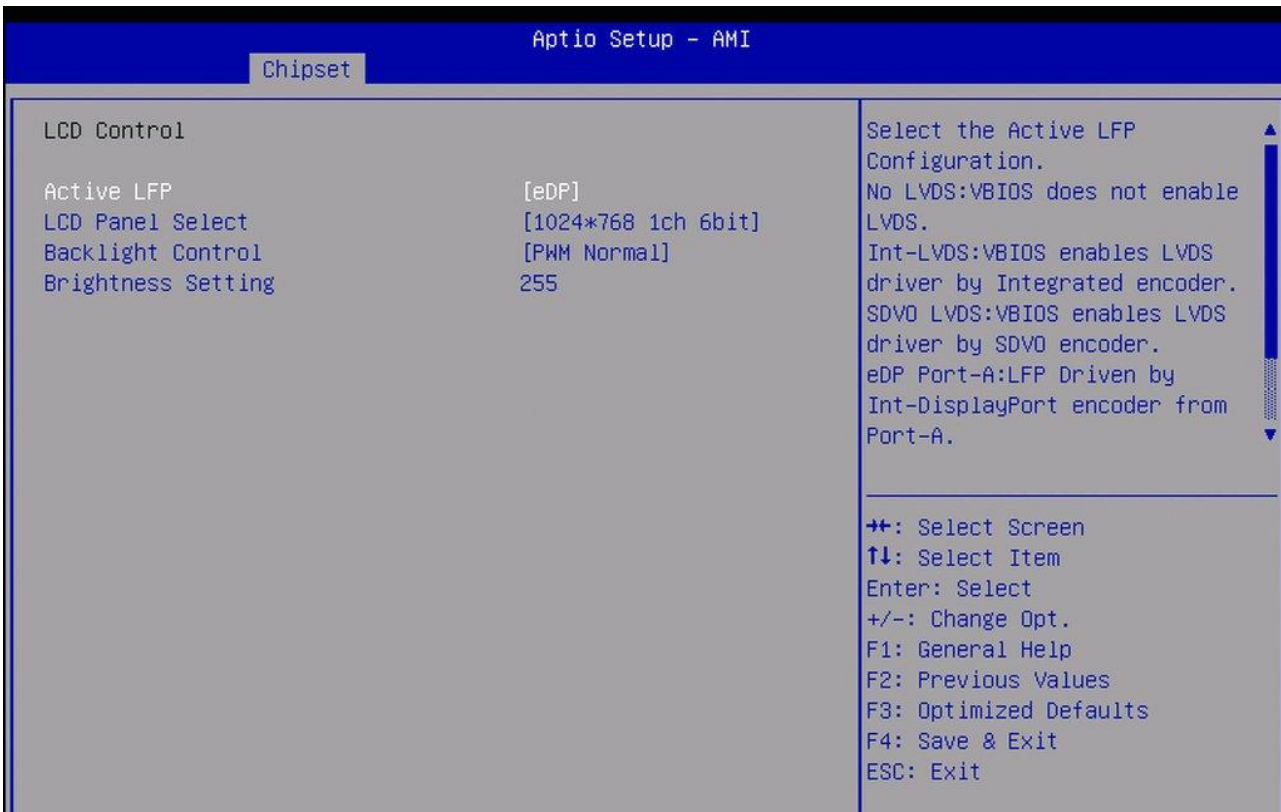 Aptio Setup – AMI
Chipset
LCD Control
Active LFP [eDP]
LCD Panel Select [1024*768 1ch 6bit]
Backlight Control [PWM Normal]
Brightness Setting 255
Select the Active LFP
Configuration.
No LVDS:VBIOS does not enable
LVDS.
Int-LVDS:VBIOS enables LVDS
driver by Integrated encoder.
SDVO LVDS:VBIOS enables LVDS
driver by SDVO encoder.
eDP Port-A:LFP Driven by
Int-DisplayPort encoder from
Port-A.
→←: Select Screen
↑↓: Select Item
Enter: Select
+/-: Change Opt.
F1: General Help
F2: Previous Values
F3: Optimized Defaults
F4: Save & Exit
ESC: Exit